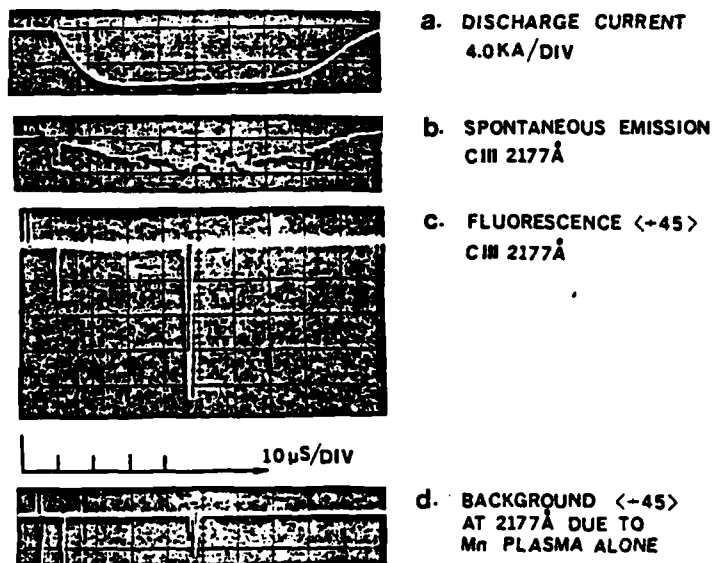 a. DISCHARGE CURRENT
4.0KA/DIV
b. SPONTANEOUS EMISSION
CIII 2177Å
c. FLUORESCENCE <÷45>
CIII 2177Å
10µS/DIV
d. BACKGROUND <÷45>
AT 2177Å DUE TO
Mn PLASMA ALONE